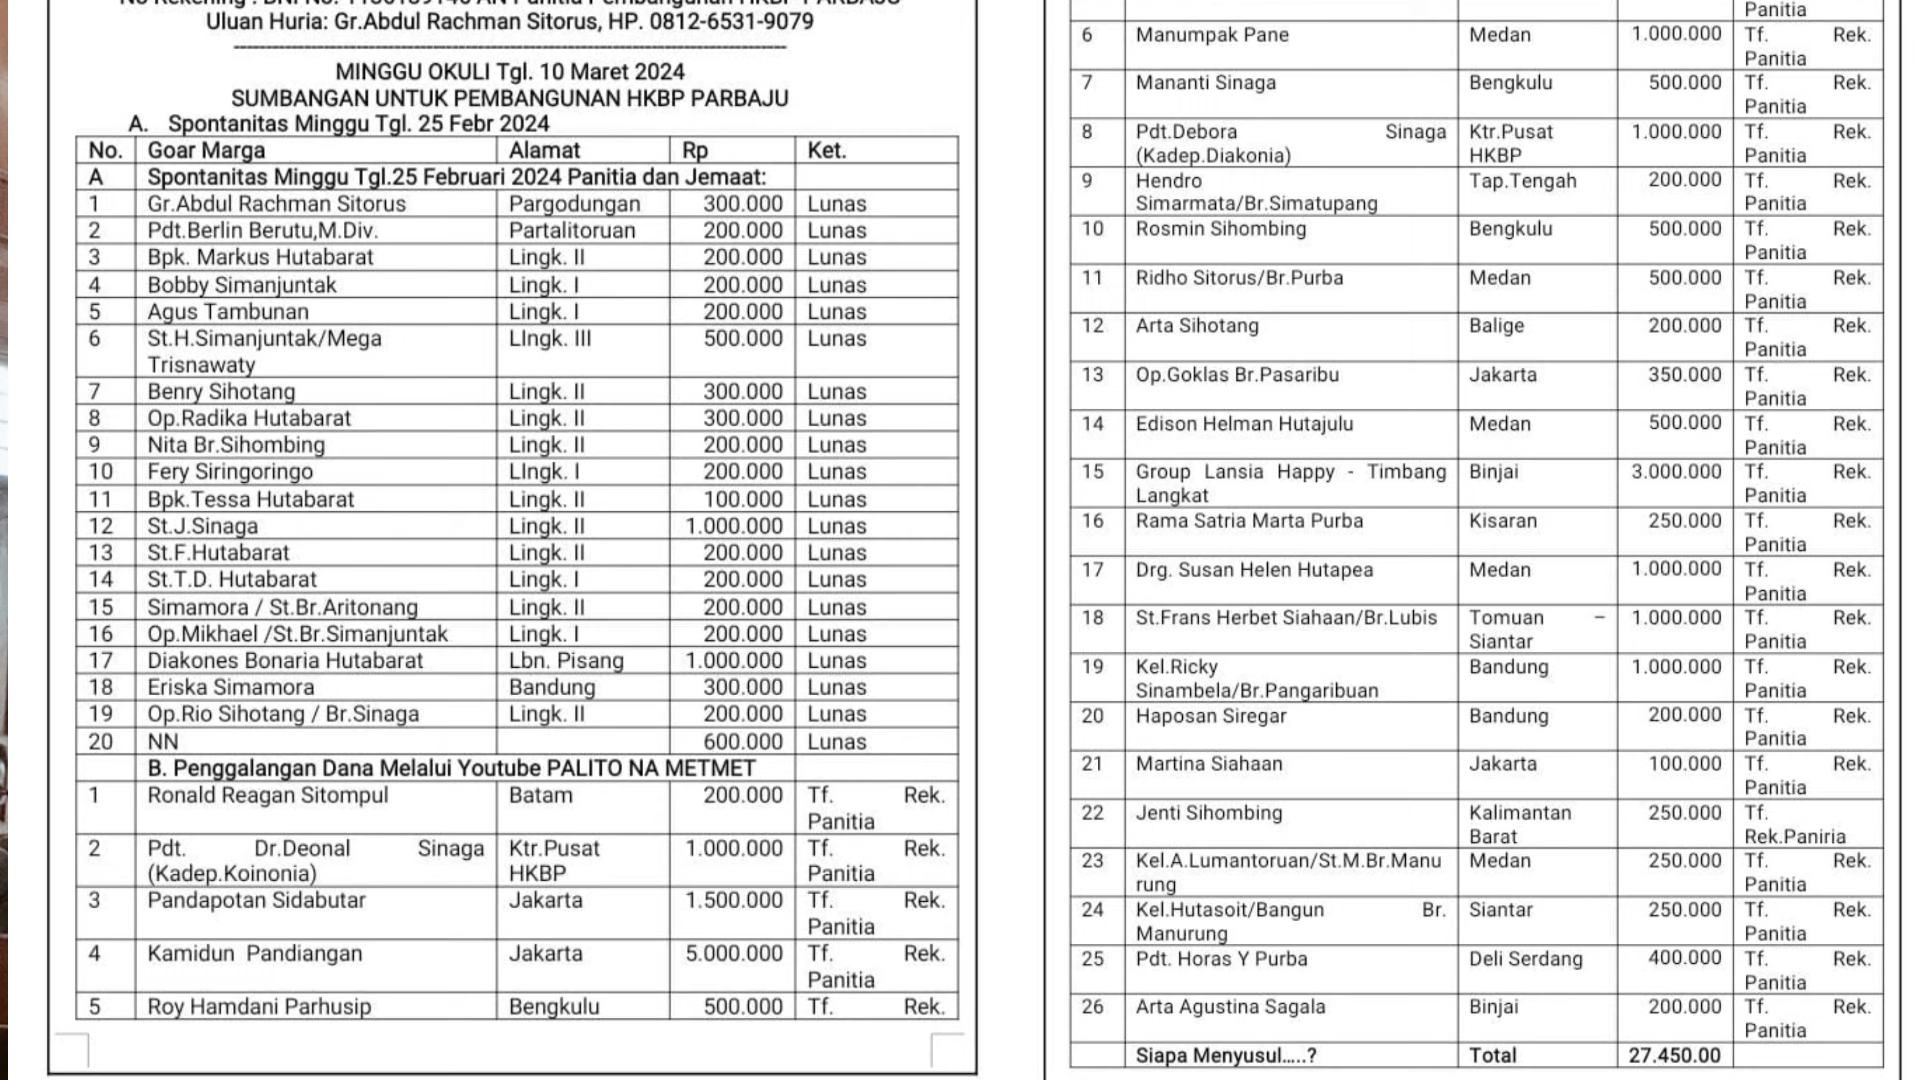 Uluan Huria: Gr.Abdul Rachman Sitorus, HP. 0812-6531-9079
MINGGU OKULI Tgl. 10 Maret 2024
SUMBANGAN UNTUK PEMBANGUNAN HKBP PARBAJU
A. Spontanitas Minggu Tgl. 25 Febr 2024
No. Goar Marga Alamat Rp Ket.
A Spontanitas Minggu Tgl.25 Februari 2024 Panitia dan Jemaat:
1 Gr.Abdul Rachman Sitorus Pargodungan 300.000 Lunas
2 Pdt.Berlin Berutu,M.Div. Partalitoruan 200.000 Lunas
3 Bpk. Markus Hutabarat Lingk. II 200.000 Lunas
4 Bobby Simanjuntak Lingk. I 200.000 Lunas
5 Agus Tambunan Lingk. I 200.000 Lunas
6 St.H.Simanjuntak/Mega LIngk. III 500.000 Lunas
Trisnawaty
7 Benry Sihotang Lingk. II 300.000 Lunas
8 Op.Radika Hutabarat Lingk. II 300.000 Lunas
9 Nita Br.Sihombing Lingk. II 200.000 Lunas
10 Fery Siringoringo LIngk. I 200.000 Lunas
11 Bpk.Tessa Hutabarat Lingk. II 100.000 Lunas
12 St.J.Sinaga Lingk. II 1.000.000 Lunas
13 St.F.Hutabarat Lingk. II 200.000 Lunas
14 St.T.D. Hutabarat Lingk. I 200.000 Lunas
15 Simamora / St.Br.Aritonang Lingk. II 200.000 Lunas
16 Op.Mikhael /St.Br.Simanjuntak Lingk. I 200.000 Lunas
17 Diakones Bonaria Hutabarat Lbn. Pisang 1.000.000 Lunas
18 Eriska Simamora Bandung 300.000 Lunas
19 Op.Rio Sihotang / Br.Sinaga Lingk. II 200.000 Lunas
20 NN 600.000 Lunas
B. Penggalangan Dana Melalui Youtube PALITO NA METMET
1 Ronald Reagan Sitompul Batam 200.000 Tf. Rek.
Panitia
2 Pdt. Dr.Deonal Sinaga Ktr.Pusat 1.000.000 Tf. Rek.
(Kadep.Koinonia) HKBP Panitia
3 Pandapotan Sidabutar Jakarta 1.500.000 Tf. Rek.
Panitia
4 Kamidun Pandiangan Jakarta 5.000.000 Tf. Rek.
Panitia
5 Roy Hamdani Parhusip Bengkulu 500.000 Tf. Rek.
Panitia
6 Manumpak Pane Medan 1.000.000 Tf. Rek.
Panitia
7 Mananti Sinaga Bengkulu 500.000 Tf. Rek.
Panitia
8 Pdt.Debora Sinaga Ktr.Pusat 1.000.000 Tf. Rek.
(Kadep.Diakonia) HKBP Panitia
9 Hendro Tap.Tengah 200.000 Tf. Rek.
Simarmata/Br.Simatupang Panitia
10 Rosmin Sihombing Bengkulu 500.000 Tf. Rek.
Panitia
11 Ridho Sitorus/Br.Purba Medan 500.000 Tf. Rek.
Panitia
12 Arta Sihotang Balige 200.000 Tf. Rek.
Panitia
13 Op.Goklas Br.Pasaribu Jakarta 350.000 Tf. Rek.
Panitia
14 Edison Helman Hutajulu Medan 500.000 Tf. Rek.
Panitia
15 Group Lansia Happy - Timbang Binjai 3.000.000 Tf. Rek.
Langkat Panitia
16 Rama Satria Marta Purba Kisaran 250.000 Tf. Rek.
Panitia
17 Drg. Susan Helen Hutapea Medan 1.000.000 Tf. Rek.
Panitia
18 St.Frans Herbet Siahaan/Br.Lubis Tomuan – 1.000.000 Tf. Rek.
Siantar Panitia
19 Kel.Ricky Bandung 1.000.000 Tf. Rek.
Sinambela/Br.Pangaribuan Panitia
20 Haposan Siregar Bandung 200.000 Tf. Rek.
Panitia
21 Martina Siahaan Jakarta 100.000 Tf. Rek.
Panitia
22 Jenti Sihombing Kalimantan 250.000 Tf.
Barat Rek.Paniria
23 Kel.A.Lumantoruan/St.M.Br.Manu Medan 250.000 Tf. Rek.
rung Panitia
24 Kel.Hutasoit/Bangun Br. Siantar 250.000 Tf. Rek.
Manurung Panitia
25 Pdt. Horas Y Purba Deli Serdang 400.000 Tf. Rek.
Panitia
26 Arta Agustina Sagala Binjai 200.000 Tf. Rek.
Panitia
Siapa Menyusul.....? Total 27.450.00